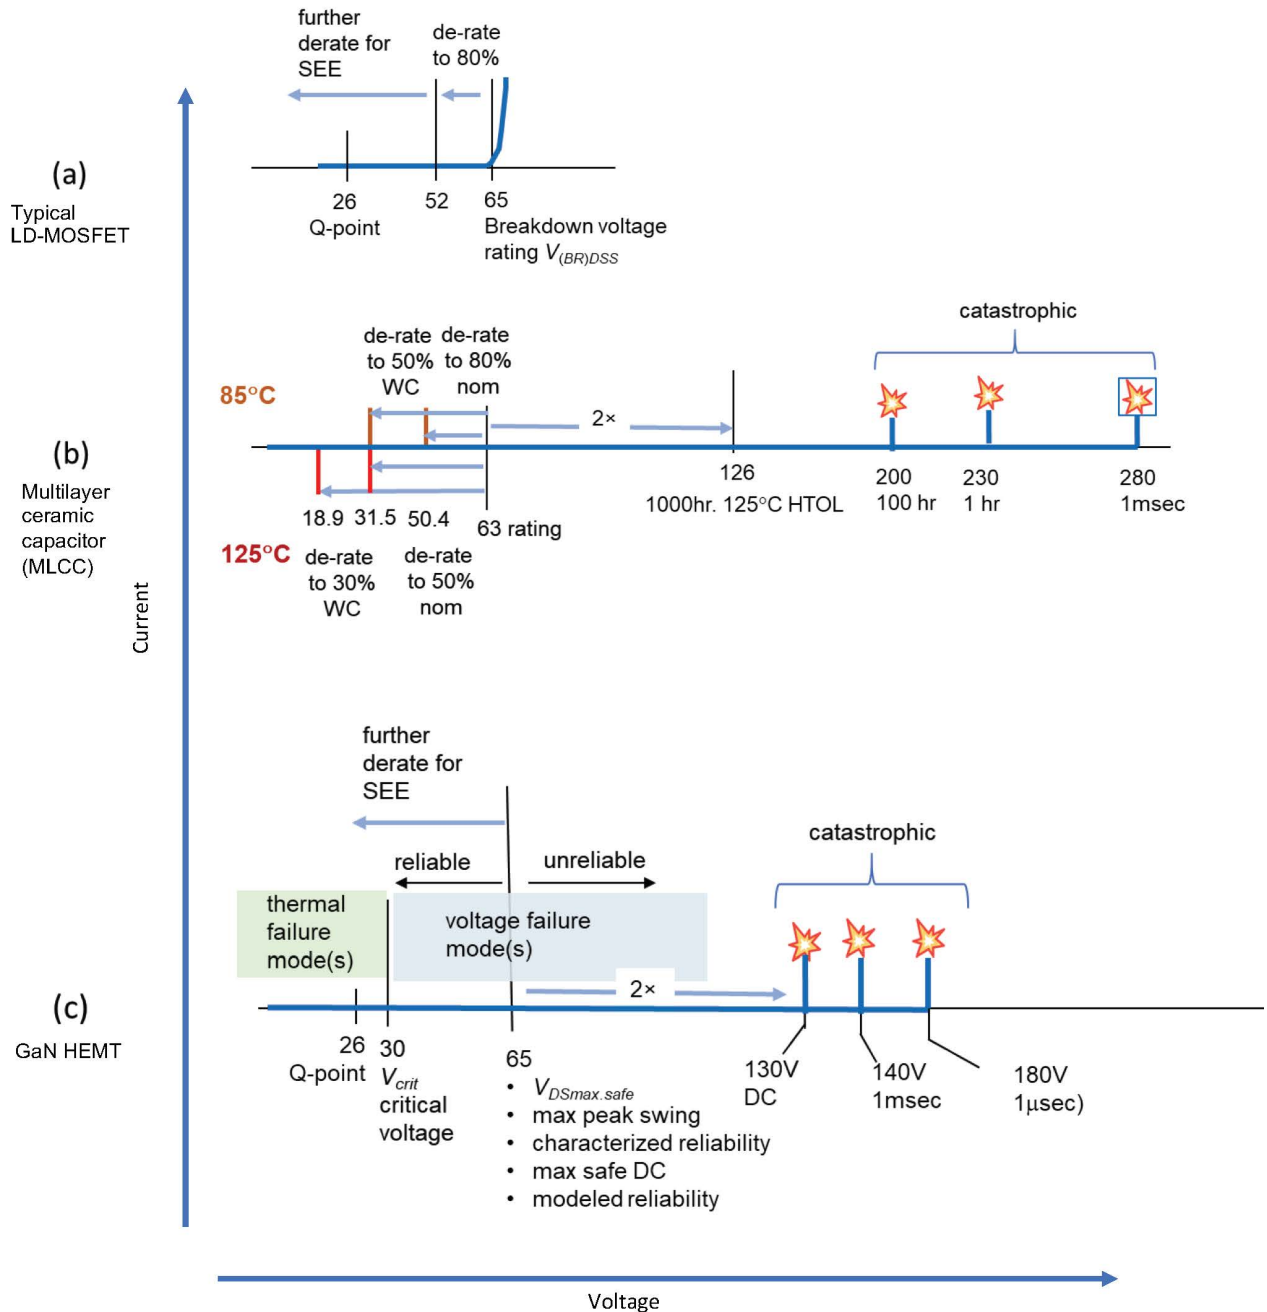 further
derate for
SEE
de-rate
to 80%
(a)
Typical
LD-MOSFET
26
Q-point
52
65
Breakdown voltage
rating V(BR)DSS
catastrophic
de-rate
to 50%
WC
de-rate
to 80%
nom
85°C
2×
(b)
Multilayer
ceramic
capacitor
(MLCC)
126
1000hr. 125°C HTOL
200
100 hr
230
1 hr
280
1msec
18.9
31.5
50.4
63 rating
125°C
de-rate
to 30%
WC
de-rate
to 50%
nom
Current
further
derate for
SEE
catastrophic
reliable
unreliable
thermal
failure
mode(s)
voltage failure
mode(s)
2×
(c)
GaN HEMT
26
Q-point
30
Vcrit
critical
voltage
65
• VDSmax.safe
• max peak swing
• characterized reliability
• max safe DC
• modeled reliability
130V
DC
140V
1msec
180V
1μsec)
Voltage